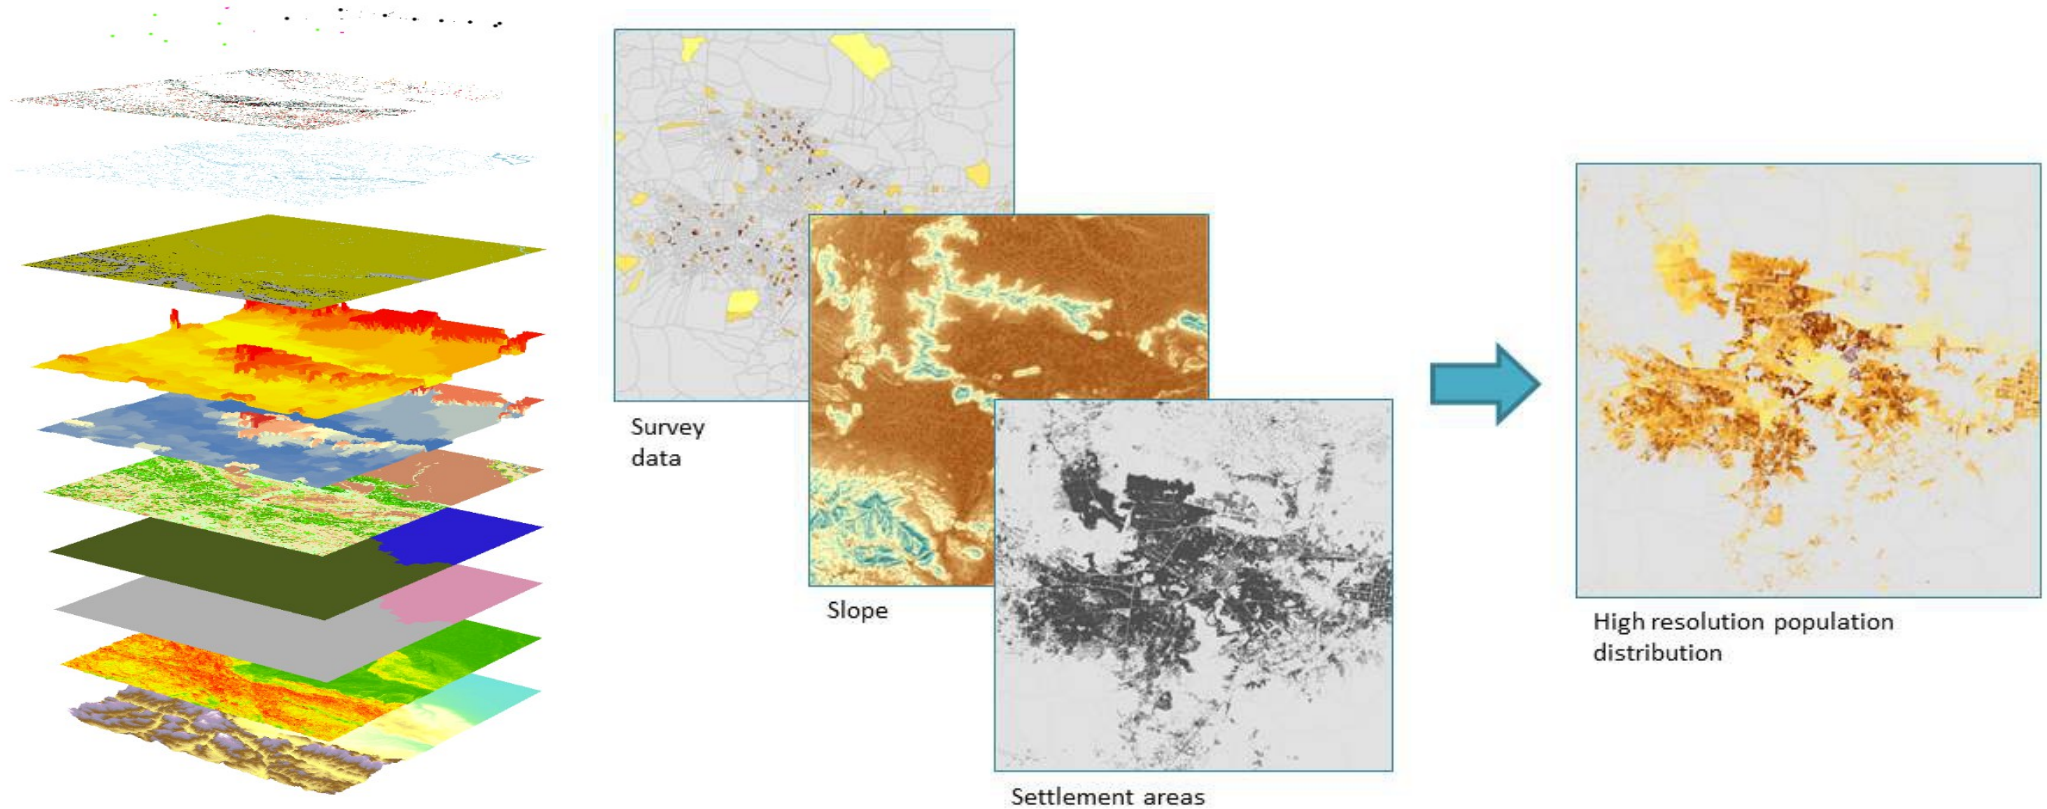 Survey
data
Slope
Settlement areas
High resolution population
distribution